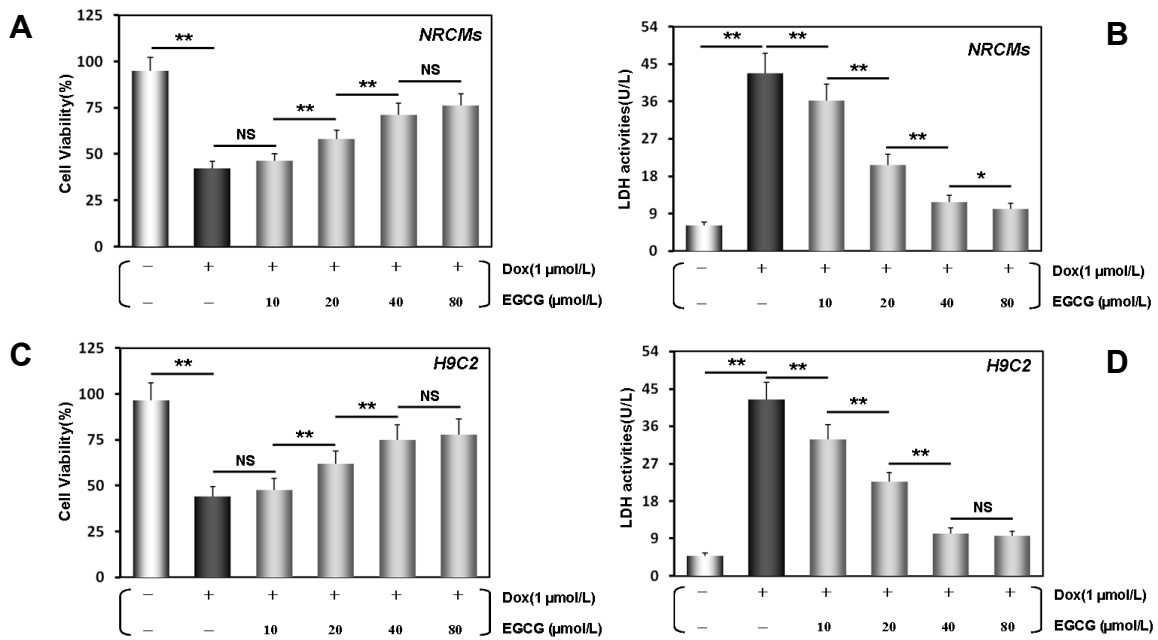 A
125
100
75
50
25
0
Cell Viability(%)
NRCMs
**
NS
**
**
NS
− + + + + + Dox(1 μmol/L)
− − 10 20 40 80 EGCG (μmol/L)
B
54
45
36
27
18
9
0
LDH activities(U/L)
NRCMs
**
**
**
**
*
− + + + + + Dox(1 μmol/L)
− − 10 20 40 80 EGCG (μmol/L)
C
125
100
75
50
25
0
Cell Viability(%)
H9C2
**
NS
**
**
NS
− + + + + + Dox(1 μmol/L)
− − 10 20 40 80 EGCG (μmol/L)
D
54
45
36
27
18
9
0
LDH activities(U/L)
H9C2
**
**
**
**
NS
− + + + + + Dox(1 μmol/L)
− − 10 20 40 80 EGCG (μmol/L)